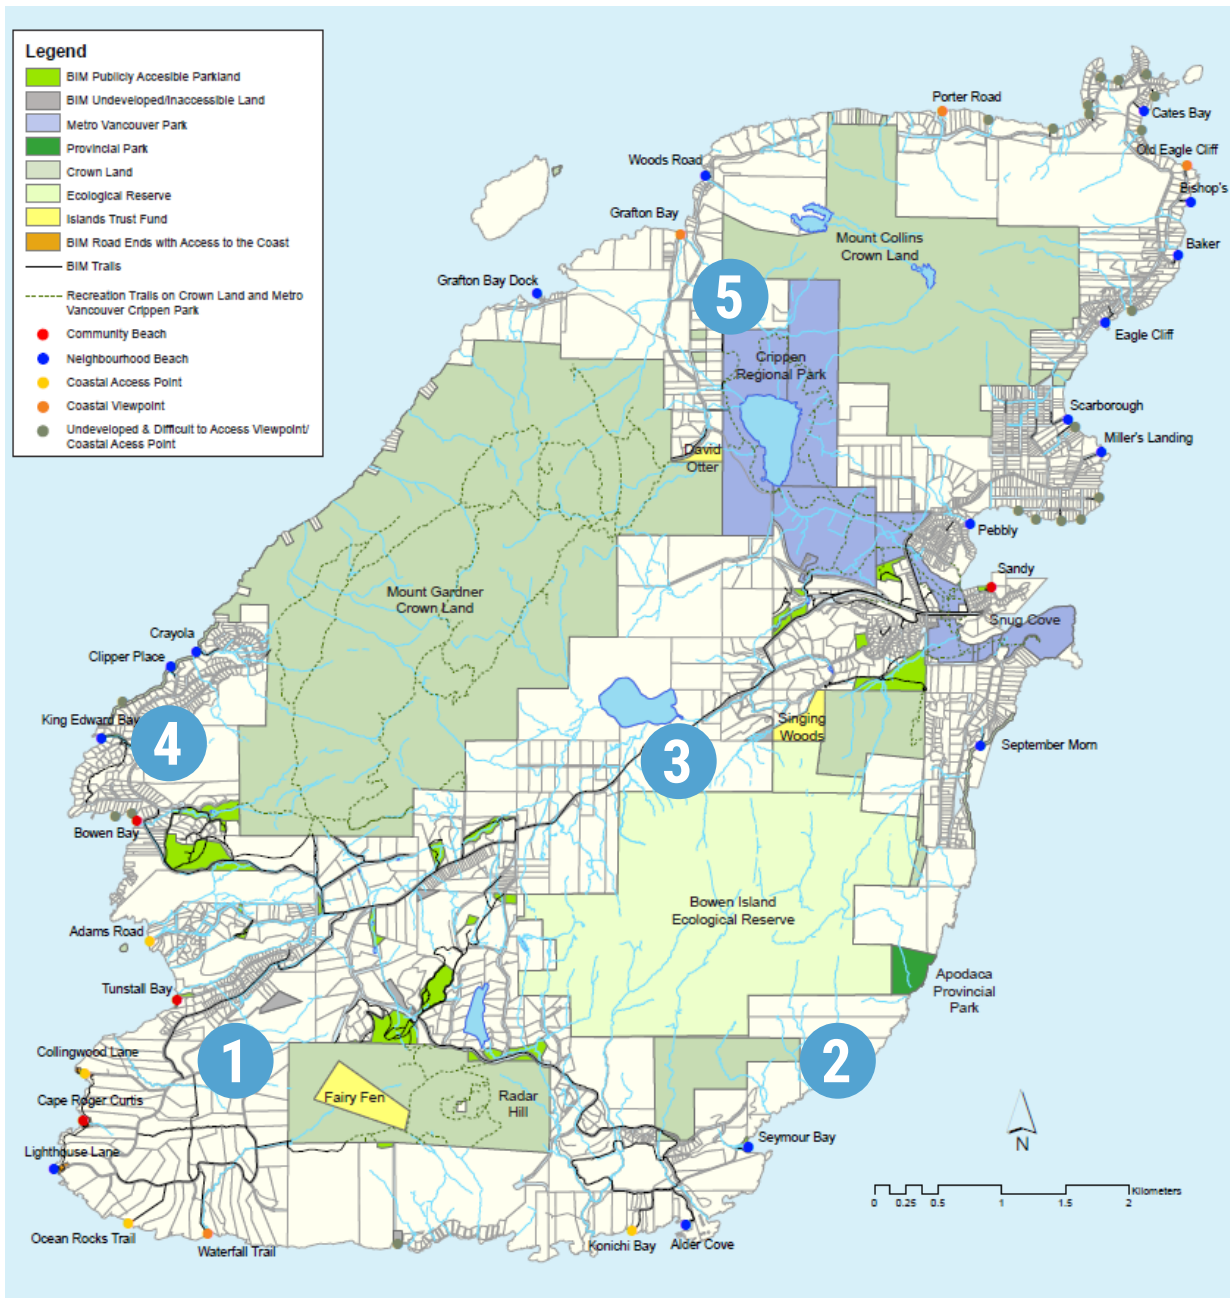 Legend
BIM Publicly Accesible Parkland
BIM Undeveloped/Inaccessible Land
Metro Vancouver Park
Provincial Park
Crown Land
Ecological Reserve
Islands Trust Fund
BIM Road Ends with Access to the Coast
BIM Trails
Recreation Trails on Crown Land and Metro
Vancouver Crippen Park
Community Beach
Neighbourhood Beach
Coastal Access Point
Coastal Viewpoint
Undeveloped & Difficult to Access Viewpoint/
Coastal Acess Point
Porter Road
Cates Bay
Old Eagle Cliff
Woods Road
Bishop's
Grafton Bay
Mount Collins
Crown Land
Baker
Grafton Bay Dock
5
Eagle Cliff
Crippen
Regional Park
Scarborough
Miller's Landing
David
Otter
Pebbly
Sandy
Mount Gardner
Crown Land
Snug Cove
Crayola
Clipper Place
King Edward Bay
4
Singing
Woods
September Morn
3
Bowen Bay
Bowen Island
Ecological Reserve
Adams Road
Tunstall Bay
Apodaca
Provincial
Park
Collingwood Lane
1
2
Cape Roger Curtis
Fairy Fen
Radar
Hill
Seymour Bay
Lighthouse Lane
N
Kilometers
0 0.25 0.5 1 1.5 2
Ocean Rocks Trail
Waterfall Trail
Konichi Bay
Alder Cove